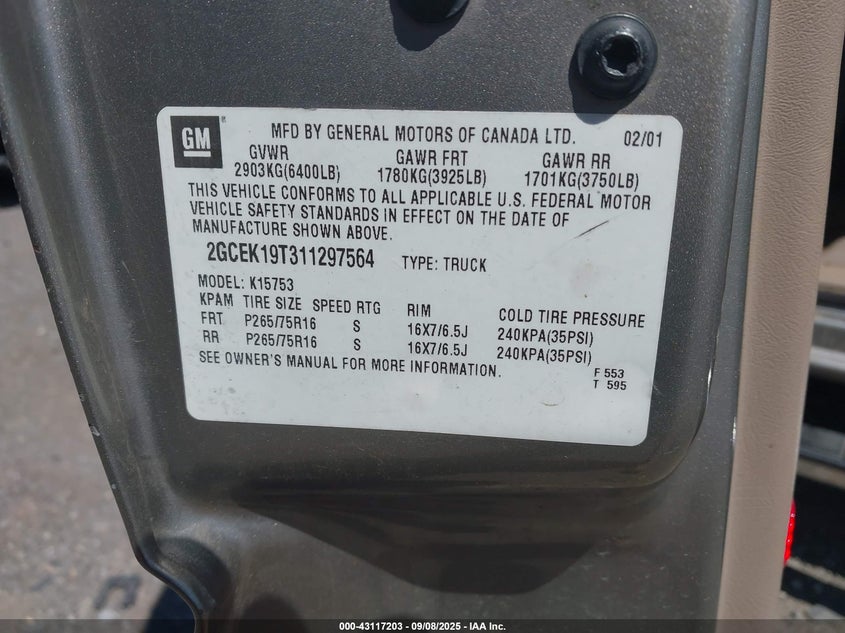 GM
MFD BY GENERAL MOTORS OF CANADA LTD. 02/01
GVWR GAWR FRT GAWR RR
2903KG(6400LB) 1780KG(3925LB) 1701KG(3750LB)
THIS VEHICLE CONFORMS TO ALL APPLICABLE U.S. FEDERAL MOTOR
VEHICLE SAFETY STANDARDS IN EFFECT ON THE DATE OF
MANUFACTURE SHOWN ABOVE.
2GCEK19T311297564 TYPE: TRUCK
MODEL: K15753
KPAM TIRE SIZE SPEED RTG RIM COLD TIRE PRESSURE
FRT P265/75R16 S 16X7/6.5J 240KPA(35PSI)
RR P265/75R16 S 16X7/6.5J 240KPA(35PSI)
SEE OWNER'S MANUAL FOR MORE INFORMATION.
F 553
T 595
000-43117203 | 09/08/2025 | IAA Inc.